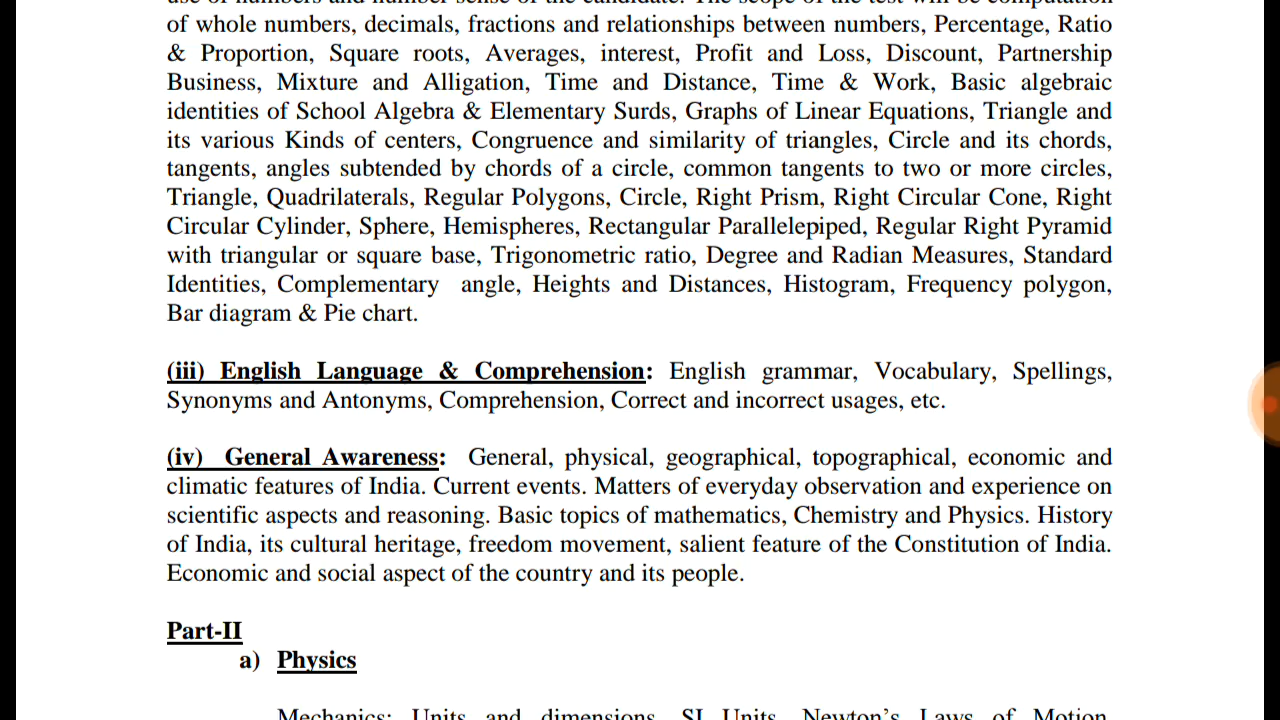 use of numbers and number sense of the candidate. The scope of the test will be computation
of whole numbers, decimals, fractions and relationships between numbers, Percentage, Ratio
& Proportion, Square roots, Averages, interest, Profit and Loss, Discount, Partnership
Business, Mixture and Alligation, Time and Distance, Time & Work, Basic algebraic
identities of School Algebra & Elementary Surds, Graphs of Linear Equations, Triangle and
its various Kinds of centers, Congruence and similarity of triangles, Circle and its chords,
tangents, angles subtended by chords of a circle, common tangents to two or more circles,
Triangle, Quadrilaterals, Regular Polygons, Circle, Right Prism, Right Circular Cone, Right
Circular Cylinder, Sphere, Hemispheres, Rectangular Parallelepiped, Regular Right Pyramid
with triangular or square base, Trigonometric ratio, Degree and Radian Measures, Standard
Identities, Complementary angle, Heights and Distances, Histogram, Frequency polygon,
Bar diagram & Pie chart.
(iii) English Language & Comprehension: English grammar, Vocabulary, Spellings,
Synonyms and Antonyms, Comprehension, Correct and incorrect usages, etc.
(iv) General Awareness: General, physical, geographical, topographical, economic and
climatic features of India. Current events. Matters of everyday observation and experience on
scientific aspects and reasoning. Basic topics of mathematics, Chemistry and Physics. History
of India, its cultural heritage, freedom movement, salient feature of the Constitution of India.
Economic and social aspect of the country and its people.
Part-II
a) Physics
Mechanics: Units and dimensions, SI Units, Newton's Laws of Motion,